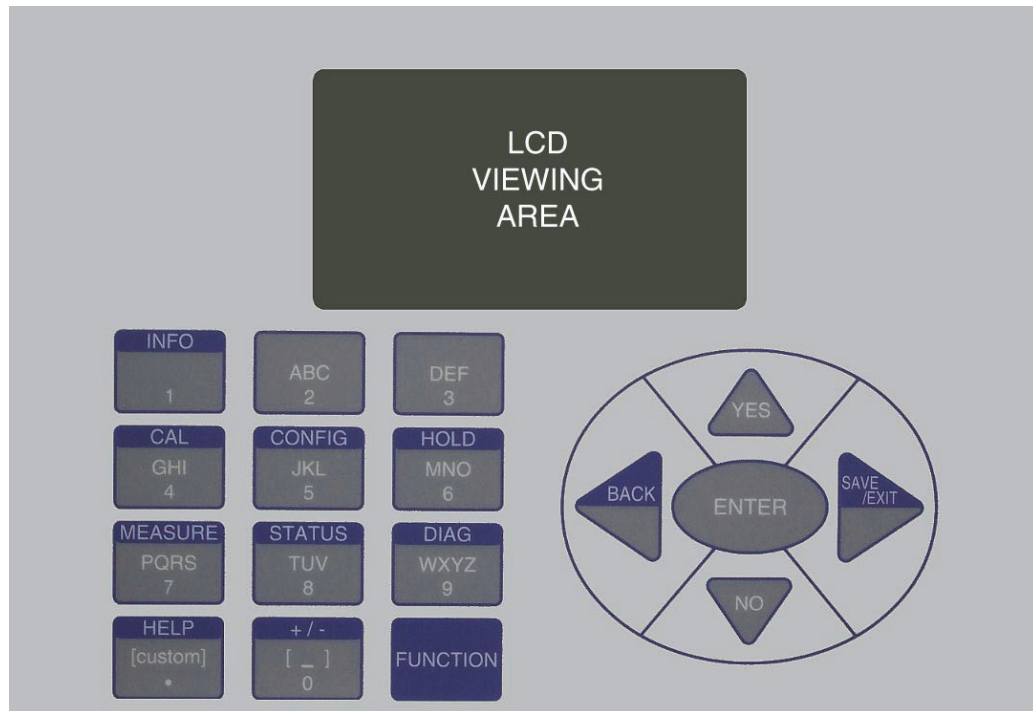 LCD
VIEWING
AREA
INFO
1
ABC
2
DEF
3
CAL
GHI
4
CONFIG
JKL
5
HOLD
MNO
6
MEASURE
PQRS
7
STATUS
TUV
8
DIAG
WXYZ
9
HELP
[custom]
•
+ / -
[ _ ]
0
FUNCTION
YES
BACK
ENTER
SAVE
/EXIT
NO